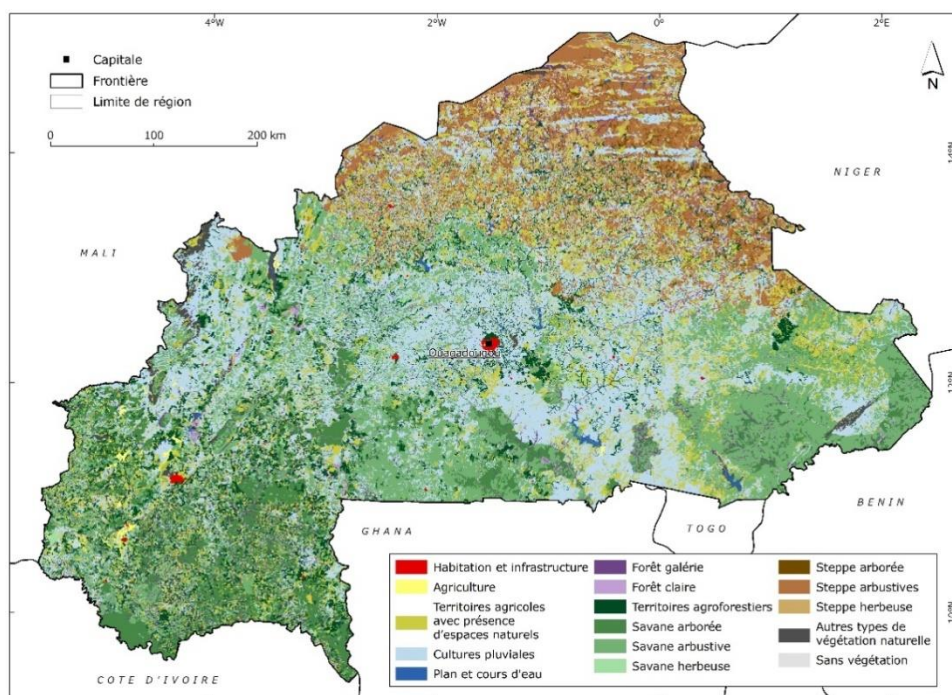 4°W
2°W
0°
2°E
Capitale
Frontière
Limite de région
0 100 200 km
N
14°N
NIGER
MALI
Ouagadougou
12°N
BENIN
GHANA
TOGO
10°N
COTE D'IVOIRE
Habitation et infrastructure
Agriculture
Territoires agricoles
avec présence
d'espaces naturels
Cultures pluviales
Plan et cours d'eau
Forêt galérie
Forêt claire
Territoires agroforestiers
Savane arborée
Savane arbustive
Savane herbeuse
Steppe arborée
Steppe arbustives
Steppe herbeuse
Autres types de
végétation naturelle
Sans végétation